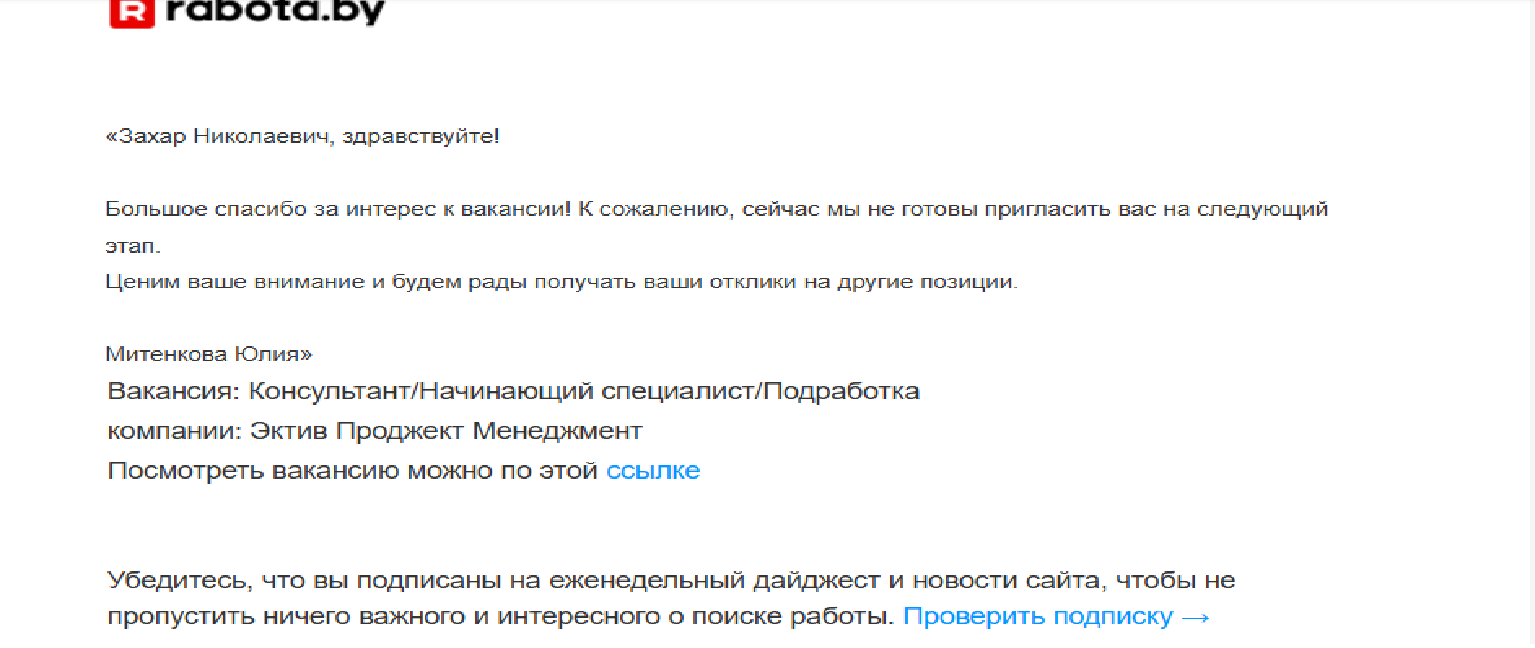 R rabota.by
«Захар Николаевич, здравствуйте!
Большое спасибо за интерес к вакансии! К сожалению, сейчас мы не готовы пригласить вас на следующий
этап.
Ценим ваше внимание и будем рады получать ваши отклики на другие позиции.
Митенкова Юлия»
Вакансия: Консультант/Начинающий специалист/Подработка
компании: Эктив Проджект Менеджмент
Посмотреть вакансию можно по этой ссылке
Убедитесь, что вы подписаны на еженедельный дайджест и новости сайта, чтобы не
пропустить ничего важного и интересного о поиске работы. Проверить подписку →